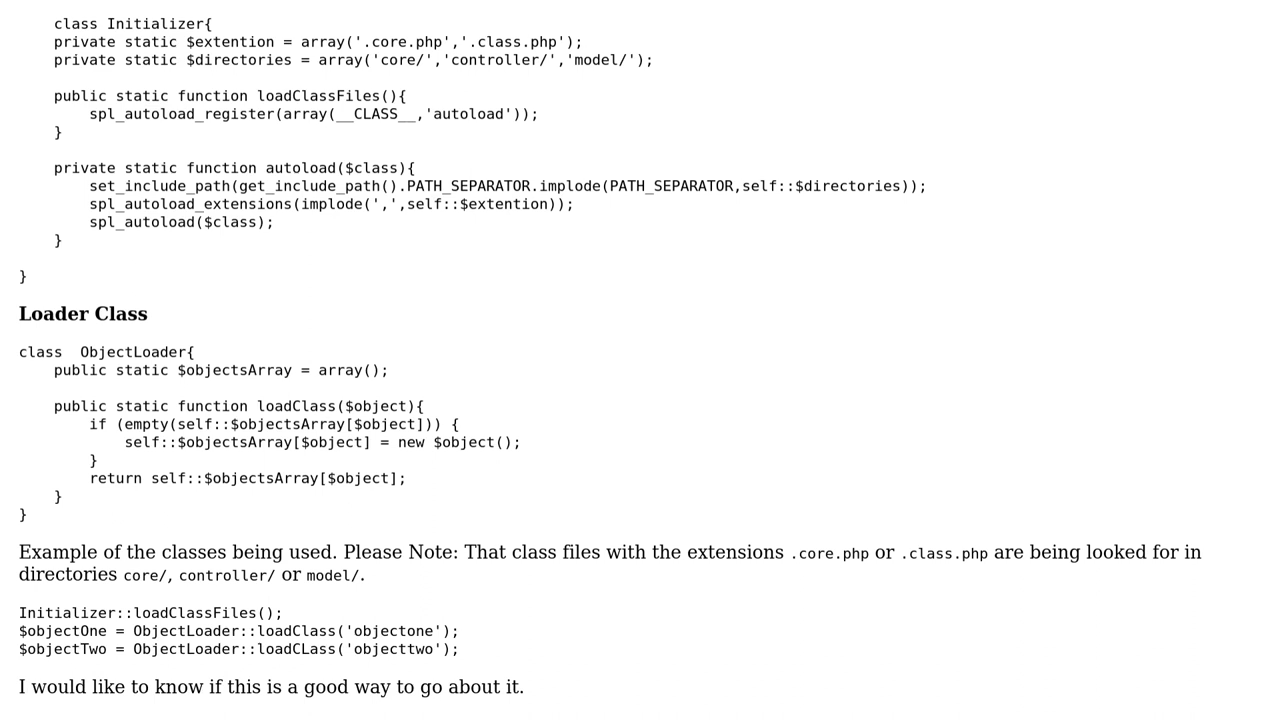 class Initializer{
private static $extention = array('.core.php','.class.php');
private static $directories = array('core/','controller/','model/');
public static function loadClassFiles(){
spl_autoload_register(array(__CLASS__,'autoload'));
}
private static function autoload($class){
set_include_path(get_include_path().PATH_SEPARATOR.implode(PATH_SEPARATOR,self::$directories));
spl_autoload_extensions(implode(',',self::$extention));
spl_autoload($class);
}
}
Loader Class
class  ObjectLoader{
public static $objectsArray = array();
public static function loadClass($object){
if (empty(self::$objectsArray[$object])) {
self::$objectsArray[$object] = new $object();
}
return self::$objectsArray[$object];
}
}
Example of the classes being used. Please Note: That class files with the extensions .core.php or .class.php are being looked for in
directories core/, controller/ or model/.
Initializer::loadClassFiles();
$objectOne = ObjectLoader::loadClass('objectone');
$objectTwo = ObjectLoader::loadCLass('objecttwo');
I would like to know if this is a good way to go about it.